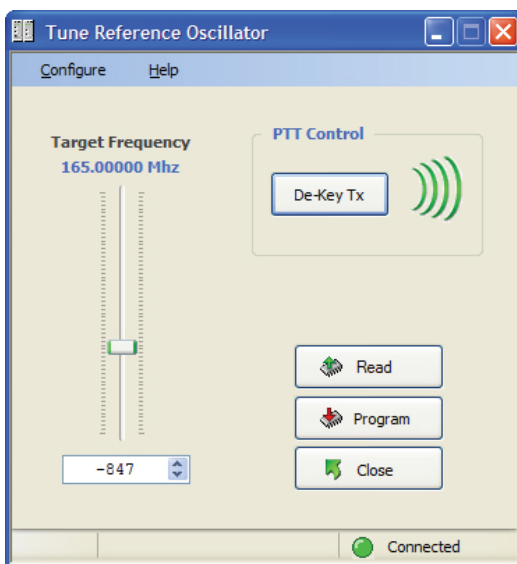 Tune Reference Oscillator
Configure Help
Target Frequency
165.00000 Mhz
PTT Control
De-Key Tx
Read
Program
-847
Close
Connected